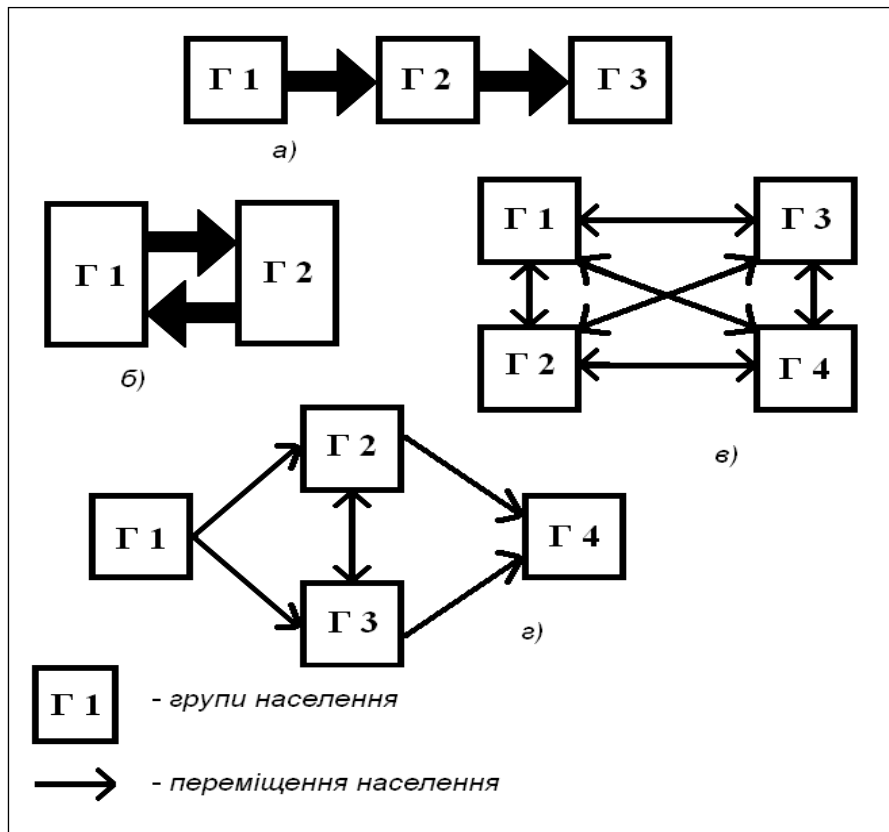 Г 1 Г 2 Г 3
а)
Г 1 Г 2
б)
Г 1 Г 3
Г 2 Г 4
в)
Г 2
Г 1 Г 4
Г 3
г)
Г 1 - групи населення
- переміщення населення